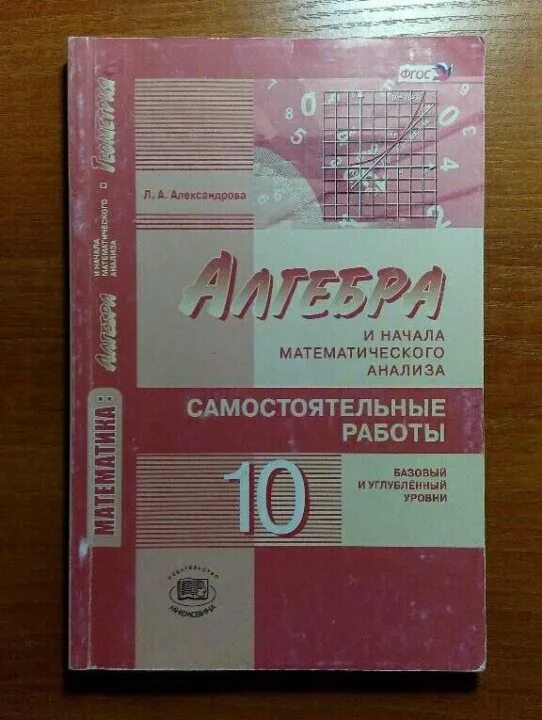 ФГОС
Л. А. Александрова
АЛГЕБРА
И НАЧАЛА
МАТЕМАТИЧЕСКОГО
АНАЛИЗА
САМОСТОЯТЕЛЬНЫЕ
РАБОТЫ
10
БАЗОВЫЙ
И УГЛУБЛЁННЫЙ
УРОВНИ
ИЗДАТЕЛЬСТВО
МНЕМОЗИНА
МАТЕМАТИКА:
АЛГЕБРА
И НАЧАЛА
МАТЕМАТИЧЕСКОГО
АНАЛИЗА
ГЕОМЕТРИЯ